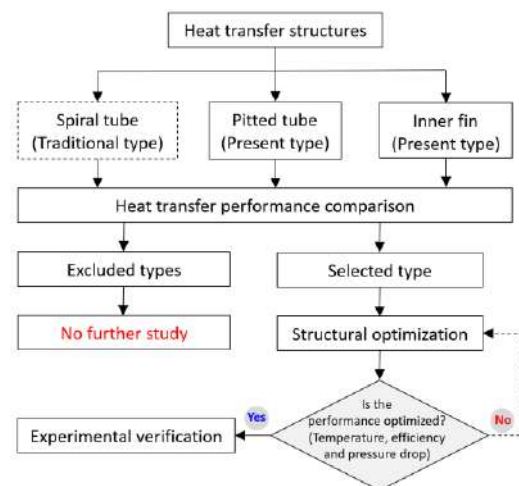 Heat transfer structures
Spiral tube
(Traditional type)
Pitted tube
(Present type)
Inner fin
(Present type)
Heat transfer performance comparison
Excluded types
Selected type
No further study
Structural optimization
Is the
performance optimized?
(Temperature, efficiency
and pressure drop)
Yes
No
Experimental verification